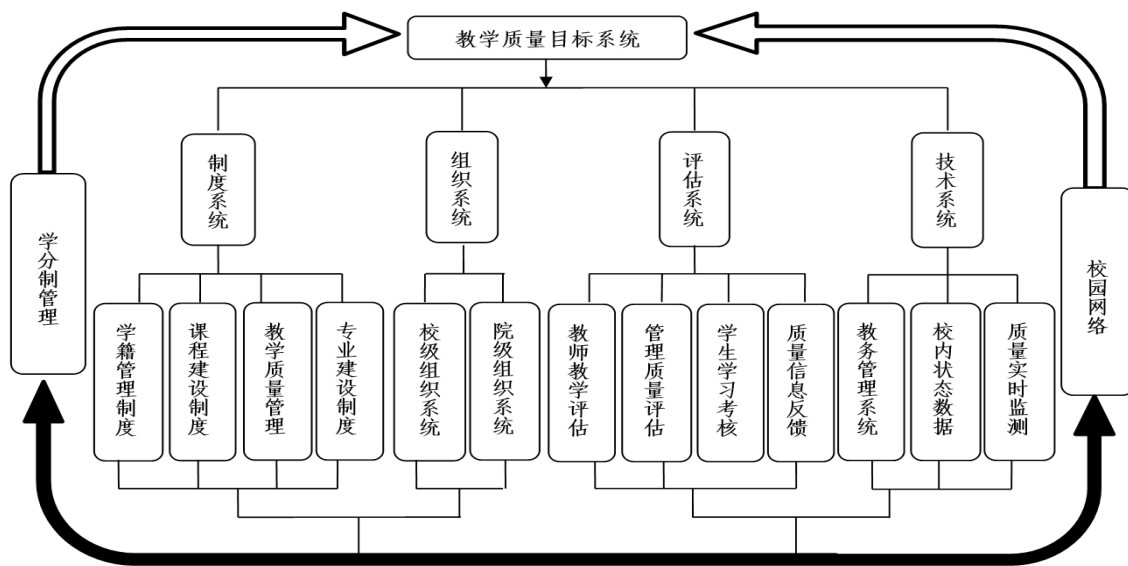 教学质量目标系统
制度系统
组织系统
评估系统
技术系统
学分制管理
校园网络
学籍管理制度
课程建设制度
教学质量管理
专业建设制度
校级组织系统
院级组织系统
教师教学评估
管理质量评估
学生学习考核
质量信息反馈
教务管理系统
校内状态数据
质量实时监测